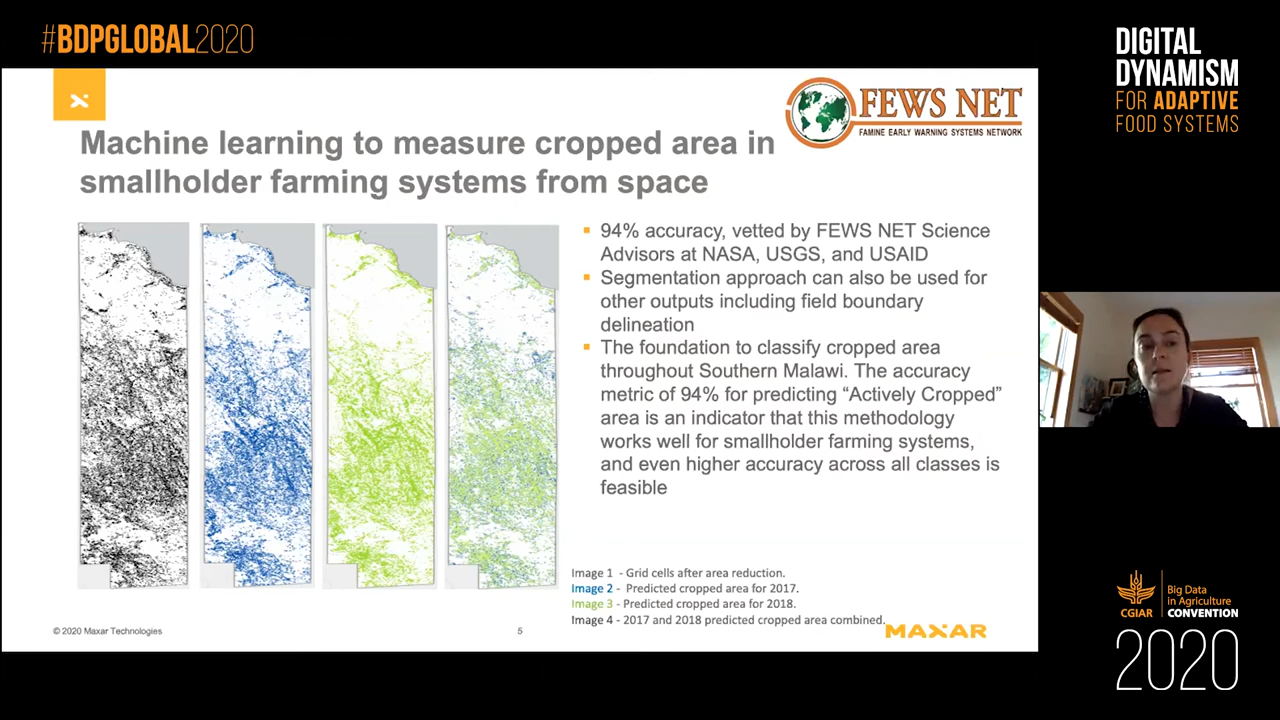 #BDPGLOBAL2020
DIGITAL
DYNAMISM
FOR ADAPTIVE
FOOD SYSTEMS
FEWS NET
FAMINE EARLY WARNING SYSTEMS NETWORK
Machine learning to measure cropped area in
smallholder farming systems from space
94% accuracy, vetted by FEWS NET Science
Advisors at NASA, USGS, and USAID
Segmentation approach can also be used for
other outputs including field boundary
delineation
The foundation to classify cropped area
throughout Southern Malawi. The accuracy
metric of 94% for predicting “Actively Cropped”
area is an indicator that this methodology
works well for smallholder farming systems,
and even higher accuracy across all classes is
feasible
Image 1 - Grid cells after area reduction.
Image 2 - Predicted cropped area for 2017.
Image 3 - Predicted cropped area for 2018.
Image 4 - 2017 and 2018 predicted cropped area combined.
© 2020 Maxar Technologies
5
MAXAR
CGIAR
Big Data
in Agriculture
CONVENTION
2020